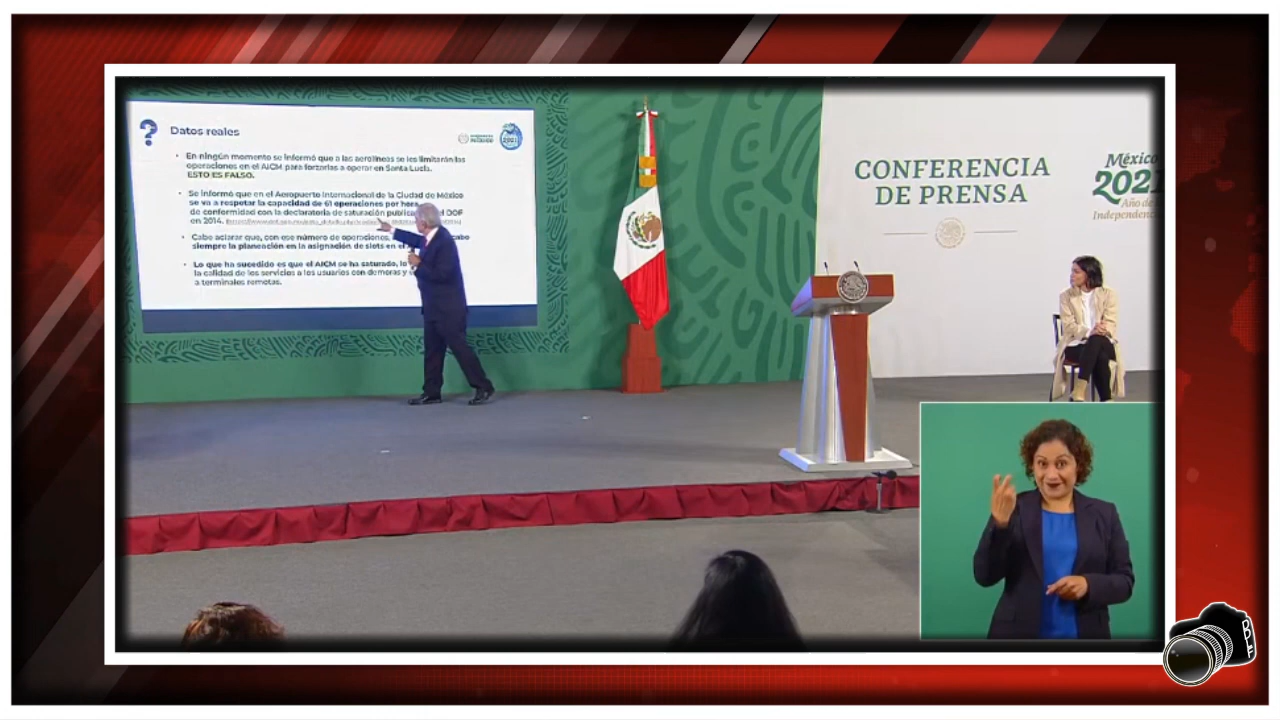 Datos reales
2021
• En ningún momento se informó que a las aerolíneas se les limitarán las
operaciones en el AICM para forzarlas a operar en Santa Lucía.
ESTO ES FALSO.
• Se informó que en el Aeropuerto Internacional de la Ciudad de México
se va a respetar la capacidad de 61 operaciones por hora
de conformidad con la declaratoria de saturación publica el DOF
en 2014.
• Cabe aclarar que, con ese número de operaciones, cabo
siempre la planeación en la asignación de slots en el
• Lo que ha sucedido es que el AICM se ha saturado, lo
la calidad de los servicios a los usuarios con demoras y
a terminales remotas.
CONFERENCIA
DE PRENSA
México
2021
Año de
Independenc